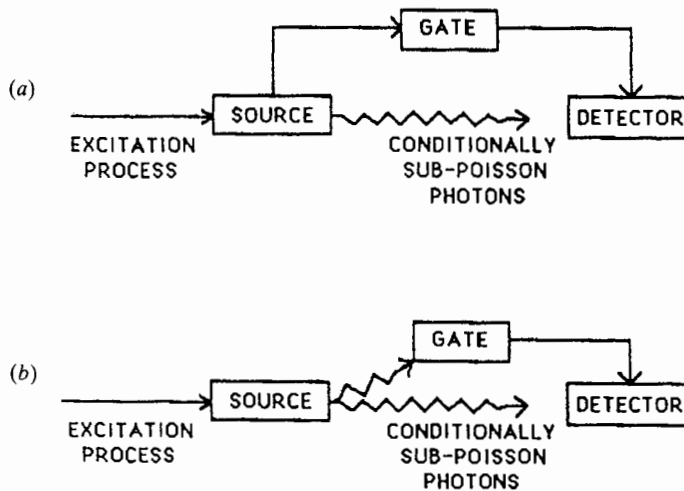 (a)
GATE
SOURCE
DETECTOR
EXCITATION
PROCESS
CONDITIONALLY
SUB-POISSON
PHOTONS
(b)
GATE
SOURCE
DETECTOR
EXCITATION
PROCESS
CONDITIONALLY
SUB-POISSON
PHOTONS